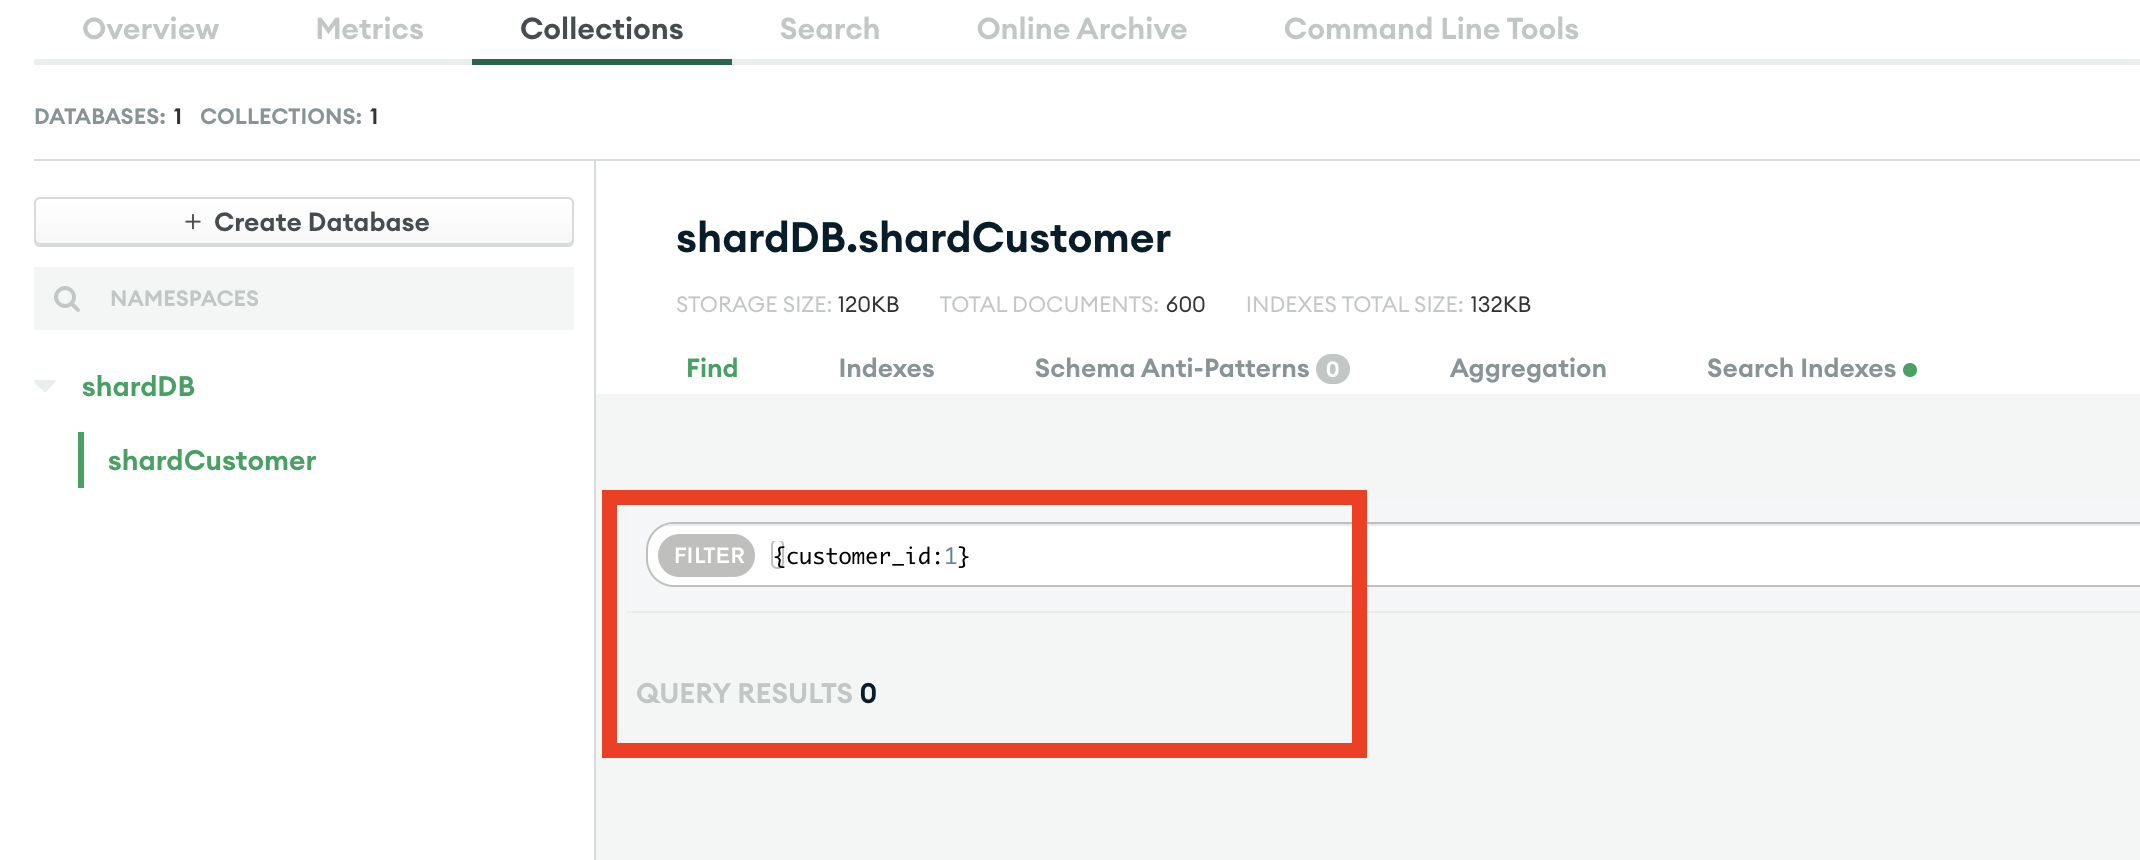 Overview Metrics Collections Search Online Archive Command Line Tools
DATABASES: 1 COLLECTIONS: 1
+ Create Database
NAMESPACES
shardDB
shardCustomer
shardDB.shardCustomer
STORAGE SIZE: 120KB TOTAL DOCUMENTS: 600 INDEXES TOTAL SIZE: 132KB
Find Indexes Schema Anti-Patterns 0 Aggregation Search Indexes
FILTER {customer_id:1}
QUERY RESULTS 0